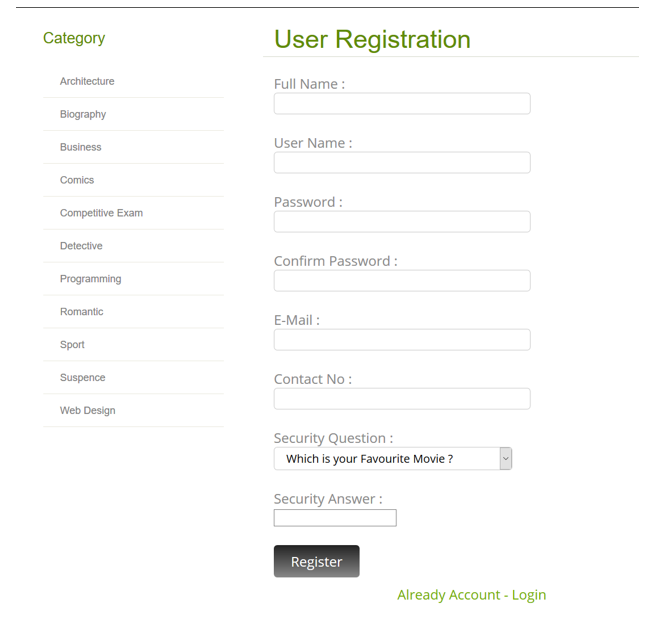 Category
Architecture
Biography
Business
Comics
Competitive Exam
Detective
Programming
Romantic
Sport
Suspence
Web Design
User Registration
Full Name :
User Name :
Password :
Confirm Password :
E-Mail :
Contact No :
Security Question :
Which is your Favourite Movie ?
Security Answer :
Register
Already Account - Login